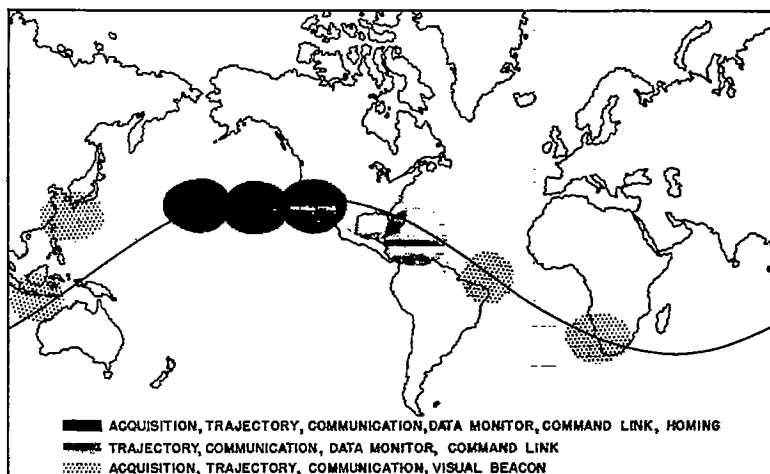 ACQUISITION, TRAJECTORY, COMMUNICATION, DATA MONITOR, COMMAND LINK, HOMING
TRAJECTORY, COMMUNICATION, DATA MONITOR, COMMAND LINK
ACQUISITION, TRAJECTORY, COMMUNICATION, VISUAL BEACON